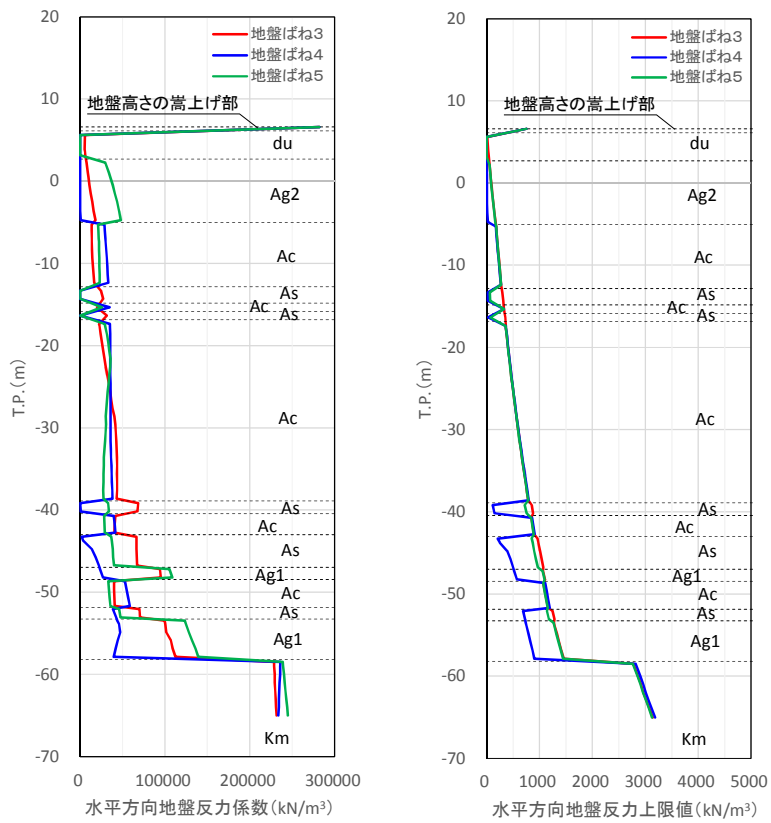 地盤ばね3
地盤ばね4
地盤ばね5
地盤高さの嵩上げ部
du
Ag2
Ac
As
Ac
As
Ac
As
Ac
As
Ag1
Ac
As
Ag1
Km
20
10
0
-10
-20
-30
-40
-50
-60
-70
T.P.(m)
0
100000
200000
300000
水平方向地盤反力係数(kN/m³)
地盤ばね3
地盤ばね4
地盤ばね5
地盤高さの嵩上げ部
du
Ag2
Ac
As
Ac
As
Ac
As
Ac
As
Ag1
Ac
As
Ag1
Km
20
10
0
-10
-20
-30
-40
-50
-60
-70
T.P.(m)
0
1000
2000
3000
4000
5000
水平方向地盤反力上限値(kN/m³)